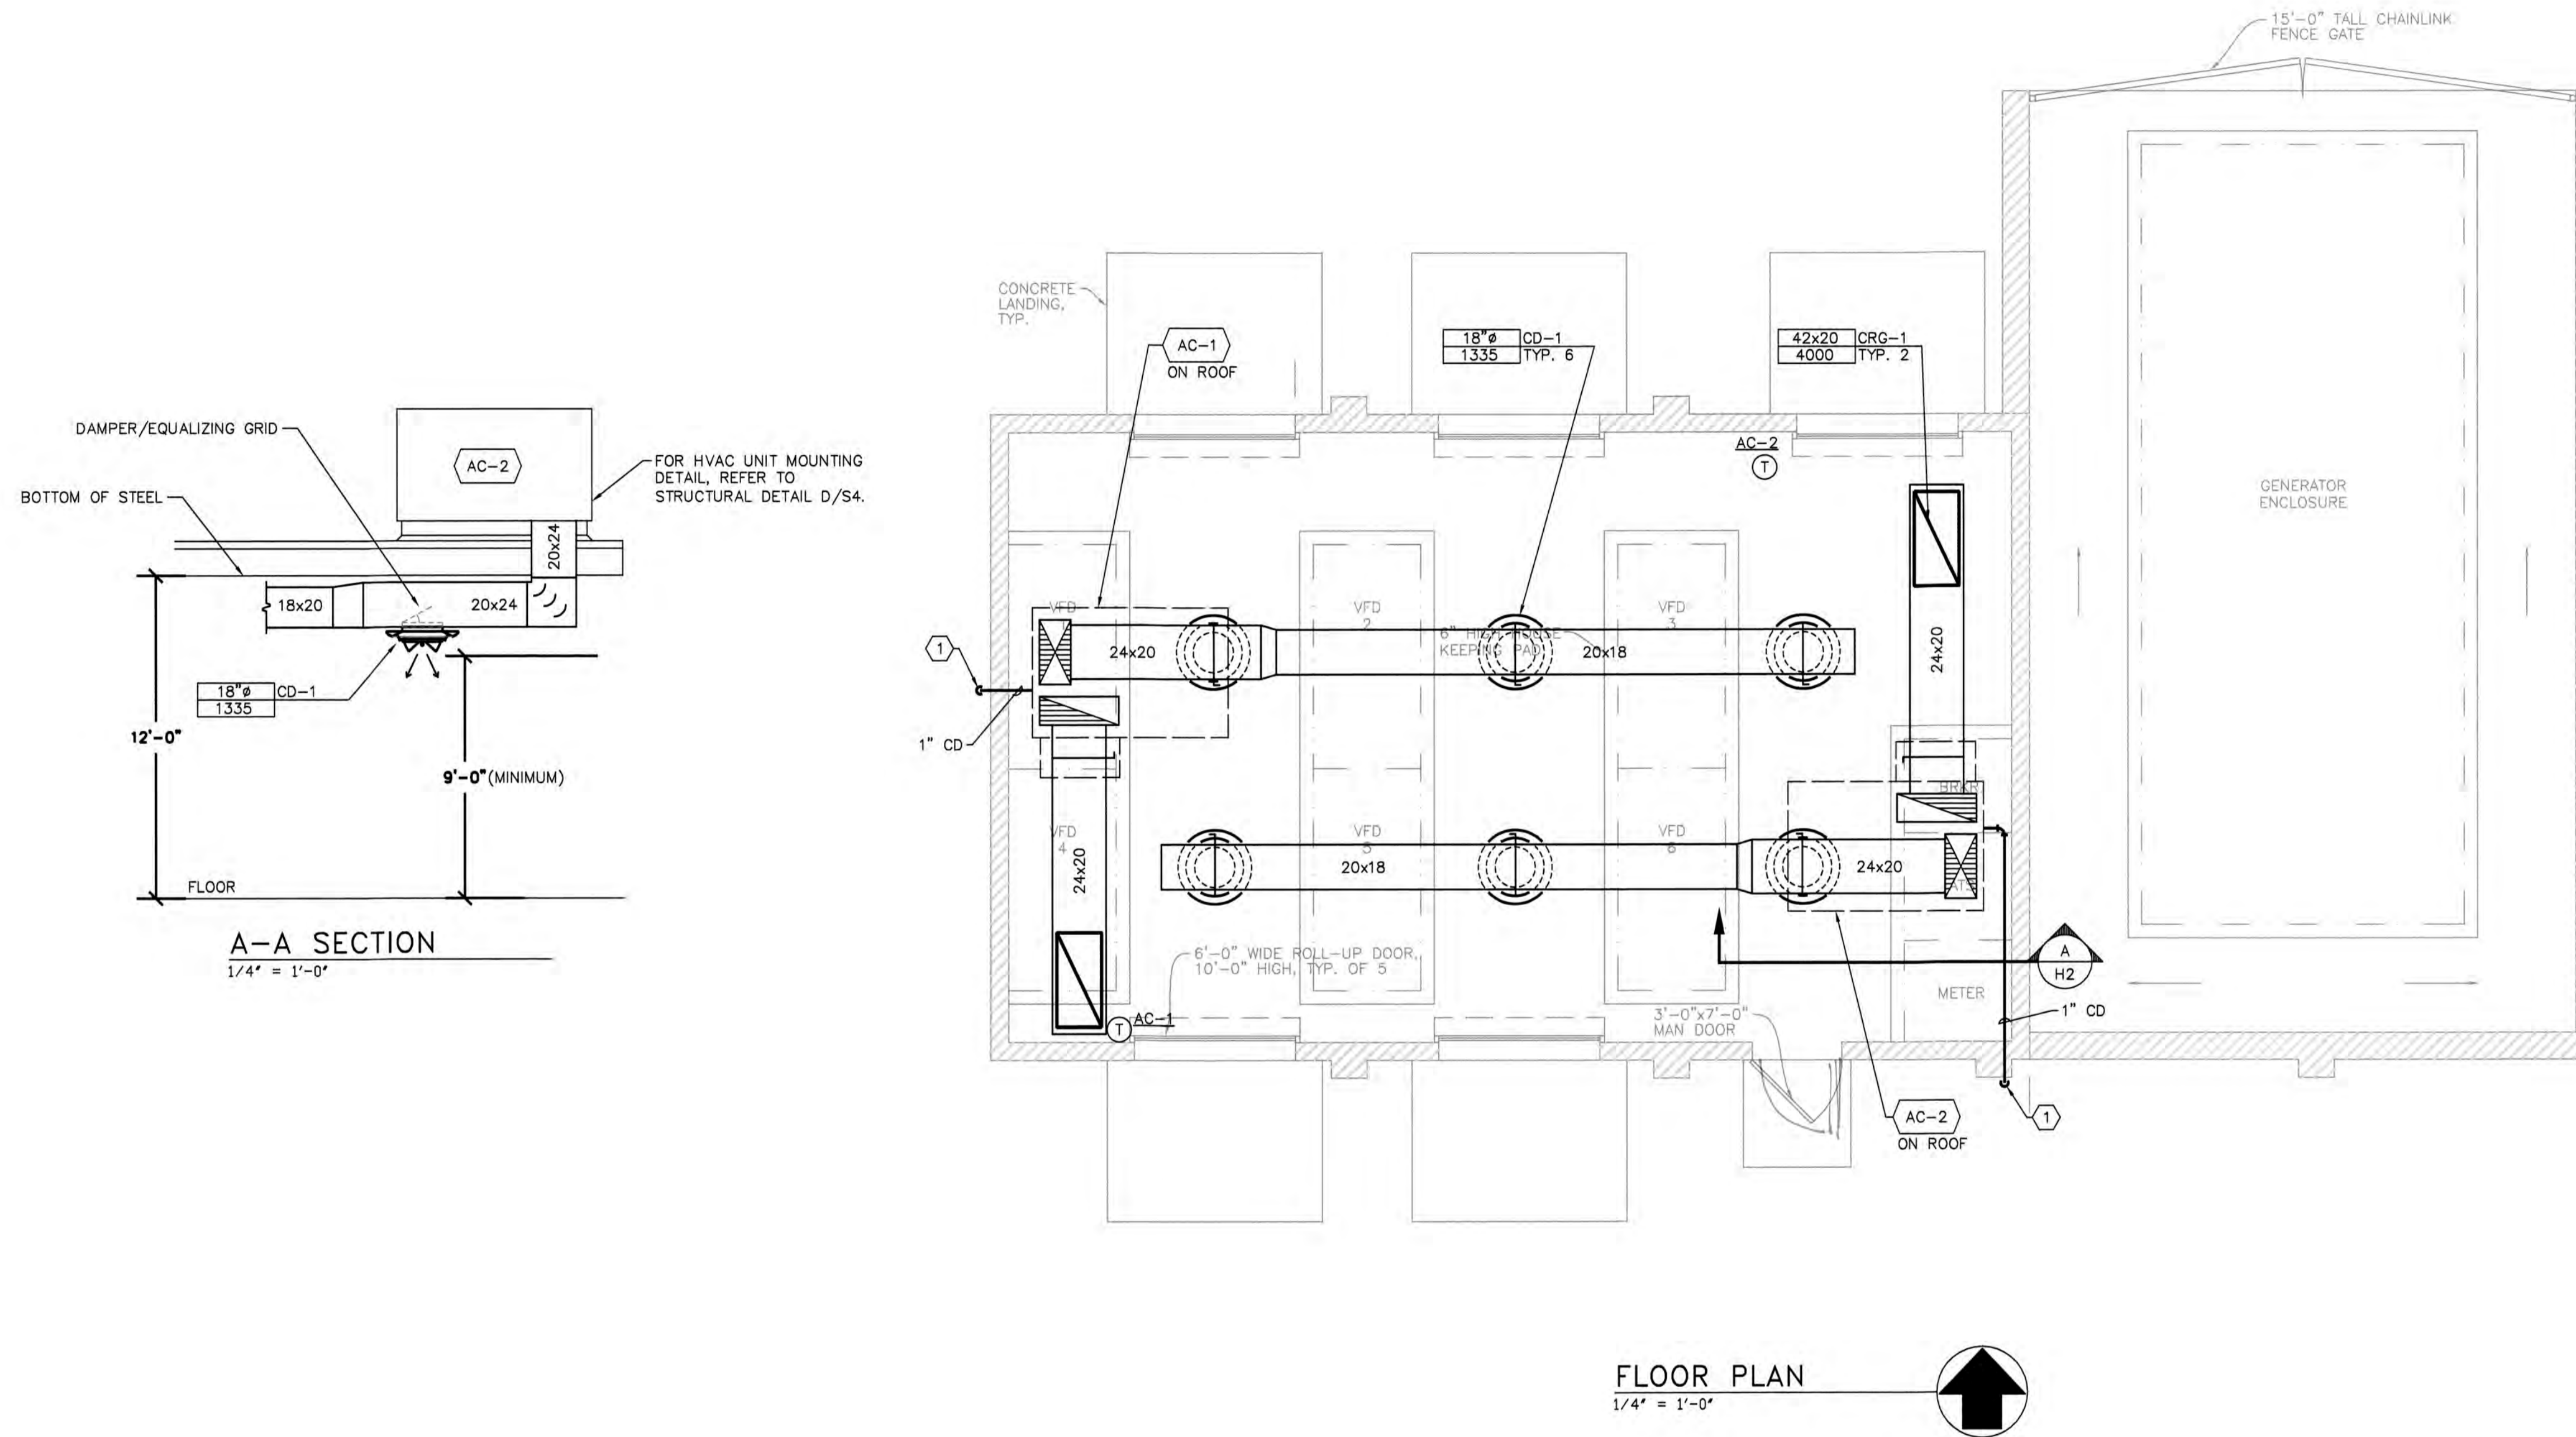 DAMPER/EQUALIZING GRID
AC-2
FOR HVAC UNIT MOUNTING
DETAIL, REFER TO
STRUCTURAL DETAIL D/S4.
BOTTOM OF STEEL
20x24
18x20
20x24
18"ø CD-1
1335
12'-0"
9'-0"(MINIMUM)
FLOOR
A-A SECTION
1/4" = 1'-0"
15'-0" TALL CHAINLINK
FENCE GATE
CONCRETE
LANDING,
TYP.
AC-1
ON ROOF
18"ø CD-1
1335 TYP. 6
42x20 CRG-1
4000 TYP. 2
AC-2
T
GENERATOR
ENCLOSURE
VFD
VFD
2
VFD
3
6" HIGH HOUSE
KEEPING PAD
24x20
20x18
24x20
1
1" CD
BRKR
VFD
4
VFD
5
VFD
6
24x20
20x18
24x20
ATS
6'-0" WIDE ROLL-UP DOOR,
10'-0" HIGH, TYP. OF 5
A
H2
METER
1" CD
T
AC-1
3'-0"x7'-0"
MAN DOOR
AC-2
ON ROOF
1
FLOOR PLAN
1/4" = 1'-0"